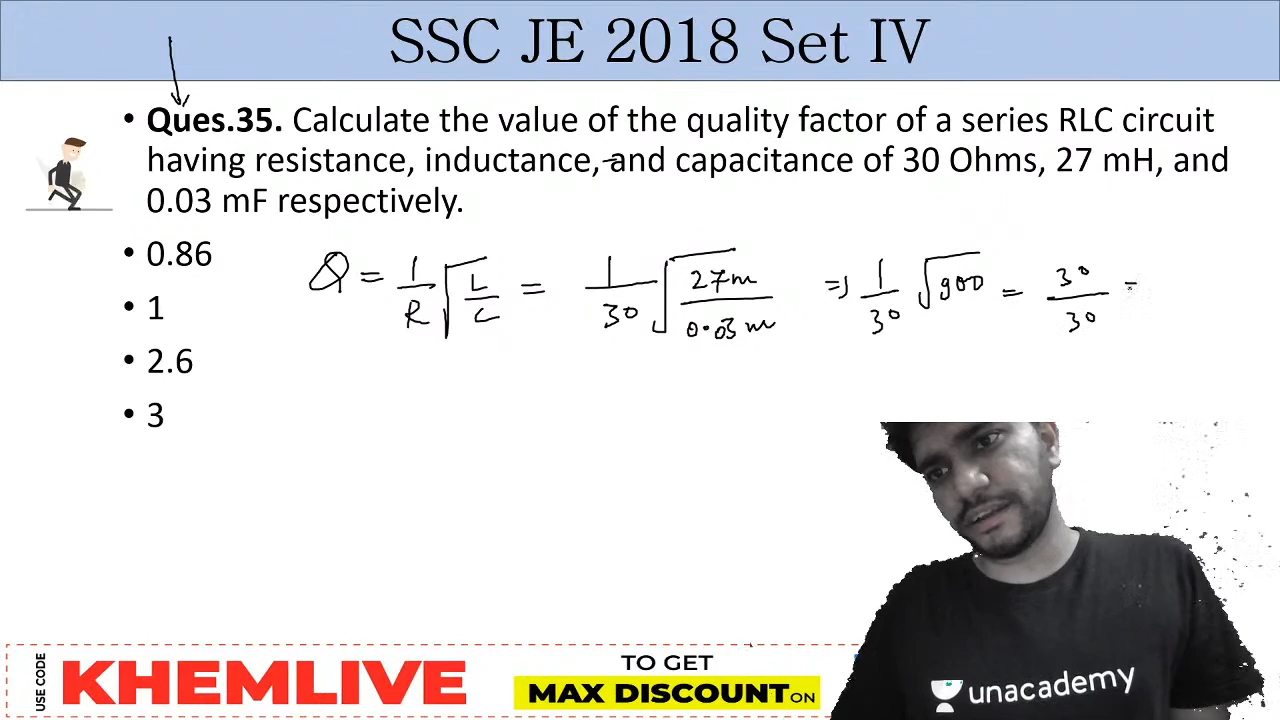 SSC JE 2018 Set IV
• Ques.35. Calculate the value of the quality factor of a series RLC circuit
having resistance, inductance, and capacitance of 30 Ohms, 27 mH, and
0.03 mF respectively.
• 0.86
• 1
• 2.6
• 3
Q = 1/R √(L/C) = 1/30 √(27m/0.03m) ⇒ 1/30 √900 = 30/30 =
USE CODE
KHEMLIVE
TO GET
MAX DISCOUNT ON
unacademy